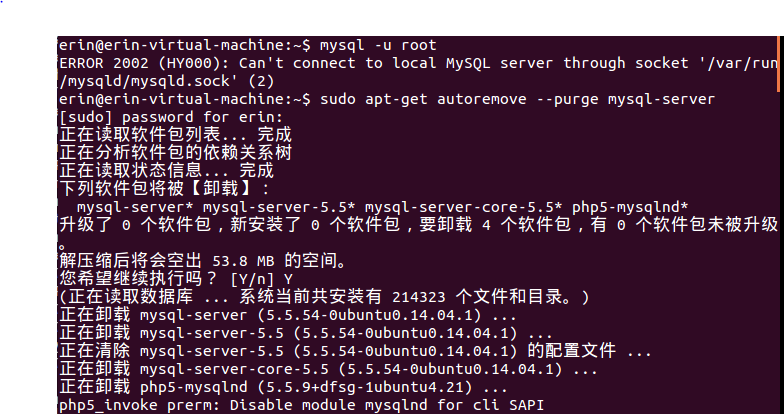 erin@erin-virtual-machine:~$ mysql -u root
ERROR 2002 (HY000): Can't connect to local MySQL server through socket '/var/run
/mysqld/mysqld.sock' (2)
erin@erin-virtual-machine:~$ sudo apt-get autoremove --purge mysql-server
[sudo] password for erin:
正在读取软件包列表... 完成
正在分析软件包的依赖关系树
正在读取状态信息... 完成
下列软件包将被【卸载】：
  mysql-server* mysql-server-5.5* mysql-server-core-5.5* php5-mysqlnd*
升级了 0 个软件包，新安装了 0 个软件包，要卸载 4 个软件包，有 0 个软件包未被升级
。
解压缩后将会空出 53.8 MB 的空间。
您希望继续执行吗？ [Y/n] Y
(正在读取数据库 ... 系统当前共安装有 214323 个文件和目录。)
正在卸载 mysql-server (5.5.54-0ubuntu0.14.04.1) ...
正在卸载 mysql-server-5.5 (5.5.54-0ubuntu0.14.04.1) ...
正在清除 mysql-server-5.5 (5.5.54-0ubuntu0.14.04.1) 的配置文件 ...
正在卸载 mysql-server-core-5.5 (5.5.54-0ubuntu0.14.04.1) ...
正在卸载 php5-mysqlnd (5.5.9+dfsg-1ubuntu4.21) ...
php5_invoke prerm: Disable module mysqlnd for cli SAPI